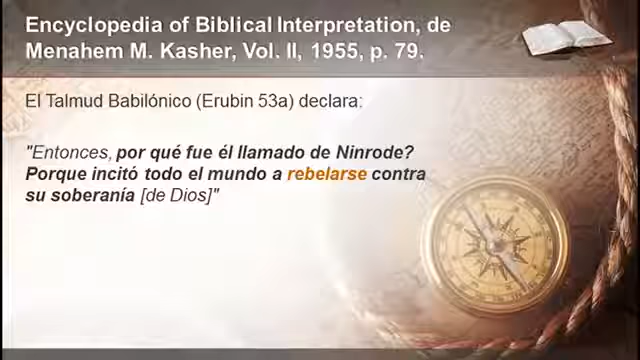 Encyclopedia of Biblical Interpretation, de
Menahem M. Kasher, Vol. II, 1955, p. 79.
El Talmud Babilónico (Erubin 53a) declara:
"Entonces, por qué fue él llamado de Ninrode?
Porque incitó todo el mundo a rebelarse contra
su soberanía [de Dios]"